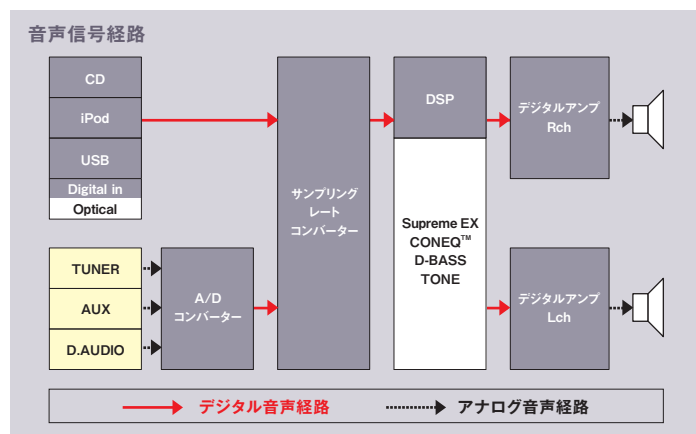 音声信号経路
CD
iPod
USB
Digital in
Optical
TUNER
AUX
D.AUDIO
A/D
コンバーター
サンプリング
レート
コンバーター
DSP
Supreme EX
CONEQ™
D-BASS
TONE
デジタルアンプ
Rch
デジタルアンプ
Lch
デジタル音声経路
アナログ音声経路